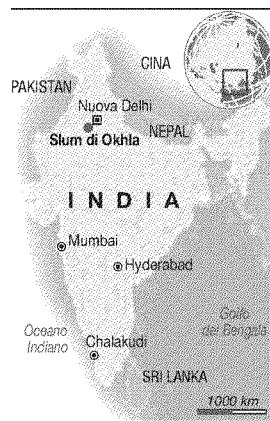 CINA
PAKISTAN
Nuova Delhi
NEPAL
Slum di Okhla
INDIA
Mumbai
Hyderabad
Golfo
del Bengala
Oceano
Indiano
Chalakudi
SRI LANKA
1000 km